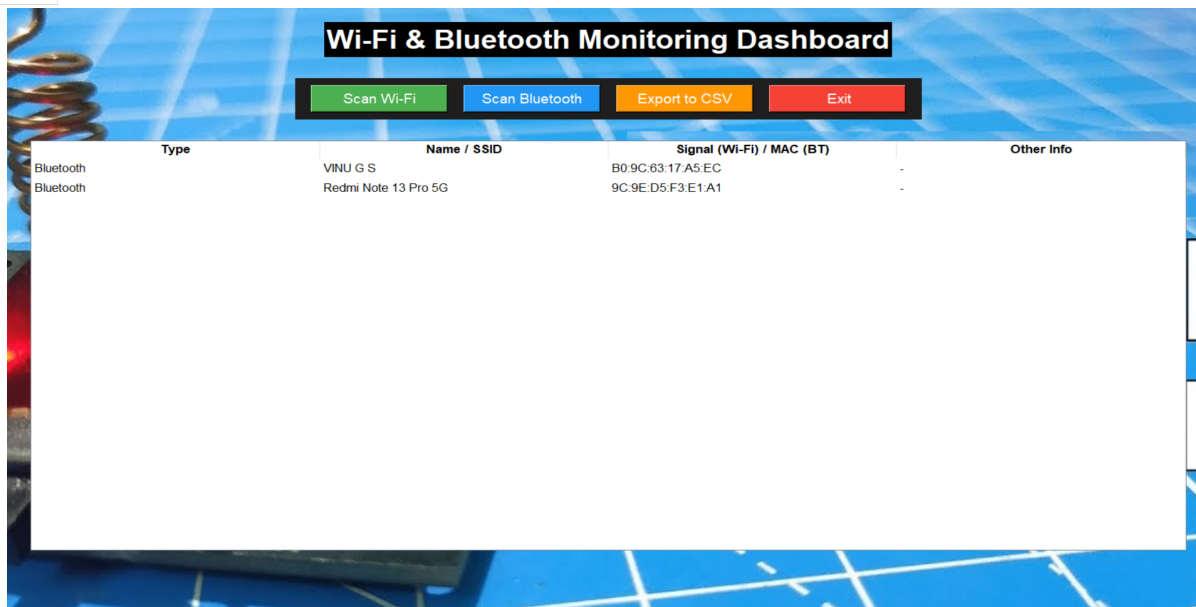 Wi-Fi & Bluetooth Monitoring Dashboard
Scan Wi-Fi Scan Bluetooth Export to CSV Exit
Type Name / SSID Signal (Wi-Fi) / MAC (BT) Other Info
Bluetooth VINU G S B0:9C:63:17:A5:EC -
Bluetooth Redmi Note 13 Pro 5G 9C:9E:D5:F3:E1:A1 -